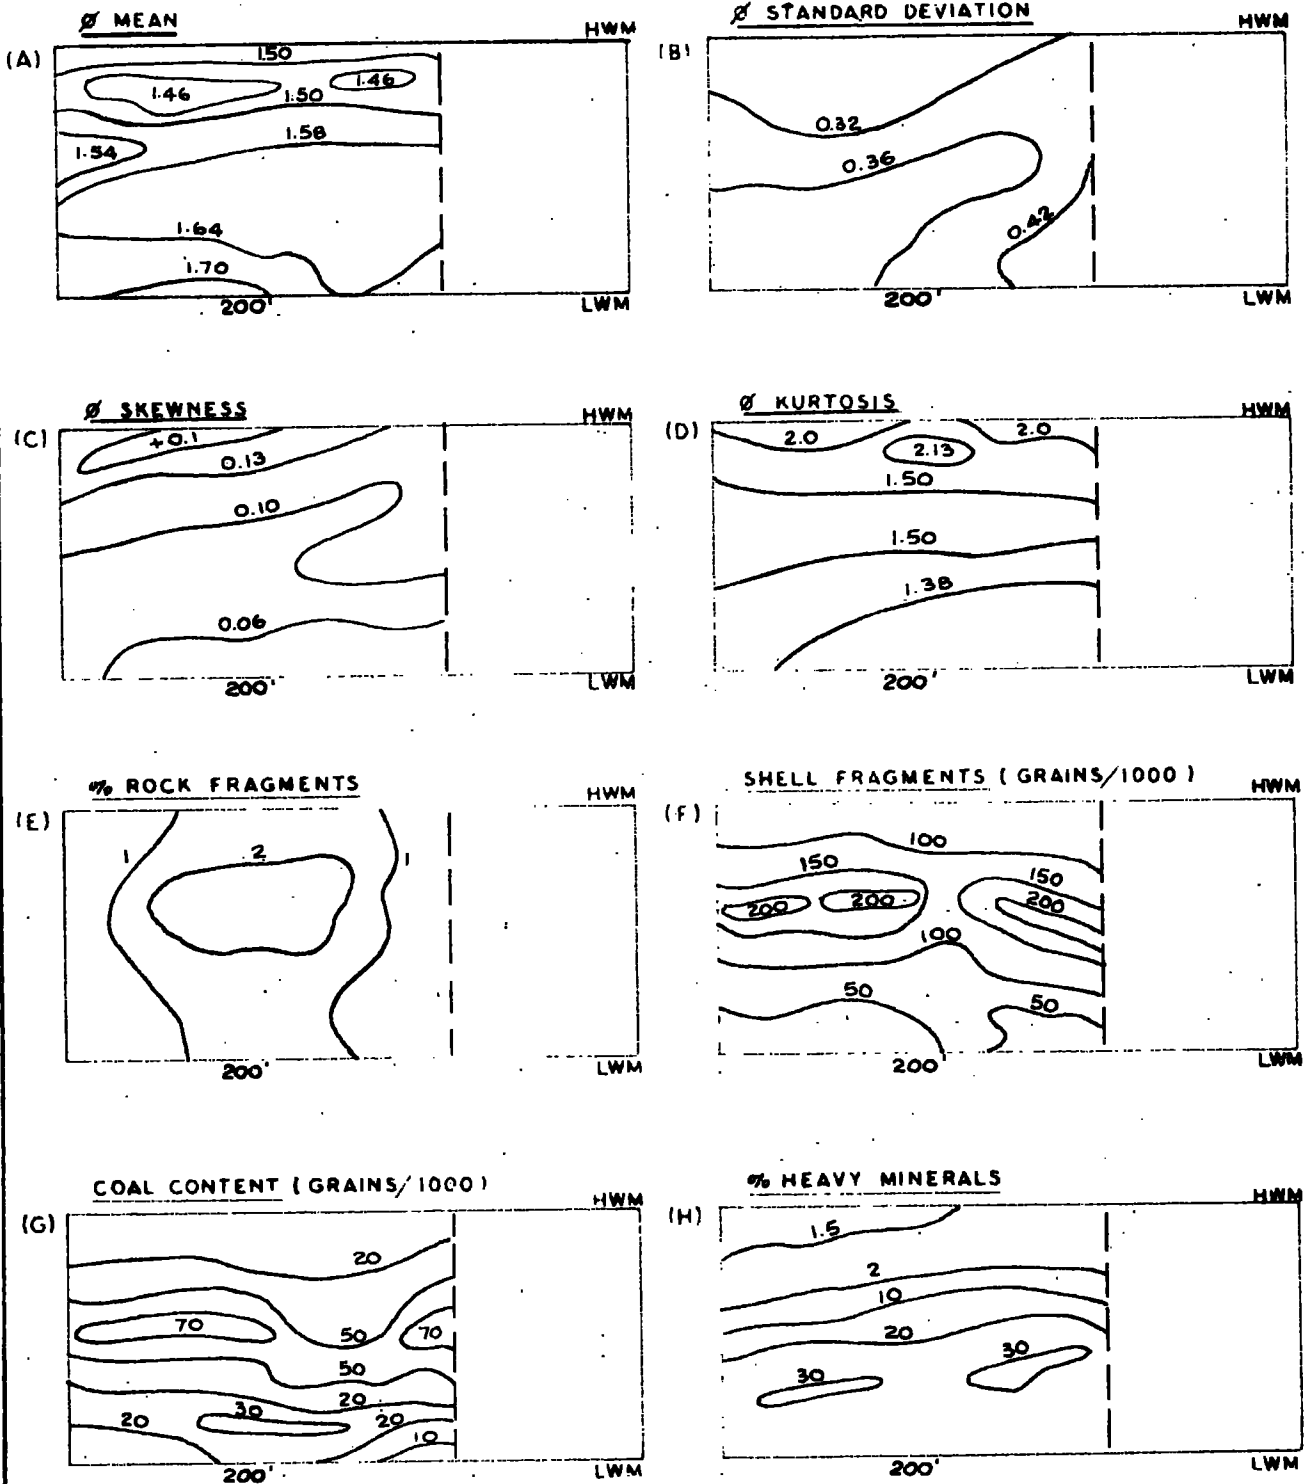 Ø MEAN
HWM
(A)
1.50
1.46
1.46
1.50
1.58
1.54
1.64
1.70
200'
LWM
Ø STANDARD DEVIATION
HWM
(B)
0.32
0.36
0.42
200'
LWM
Ø SKEWNESS
HWM
(C)
+0.1
0.13
0.10
0.06
200'
LWM
Ø KURTOSIS
HWM
(D)
2.0
2.0
2.13
1.50
1.50
1.38
200'
LWM
% ROCK FRAGMENTS
HWM
(E)
1
2
1
200'
LWM
SHELL FRAGMENTS (GRAINS/1000)
HWM
(F)
100
150
150
200
200
200
100
50
50
200'
LWM
COAL CONTENT (GRAINS/1000)
HWM
(G)
20
70
50
70
50
20
30
20
20
10
200'
LWM
% HEAVY MINERALS
HWM
(H)
1.5
2
10
20
30
30
200'
LWM